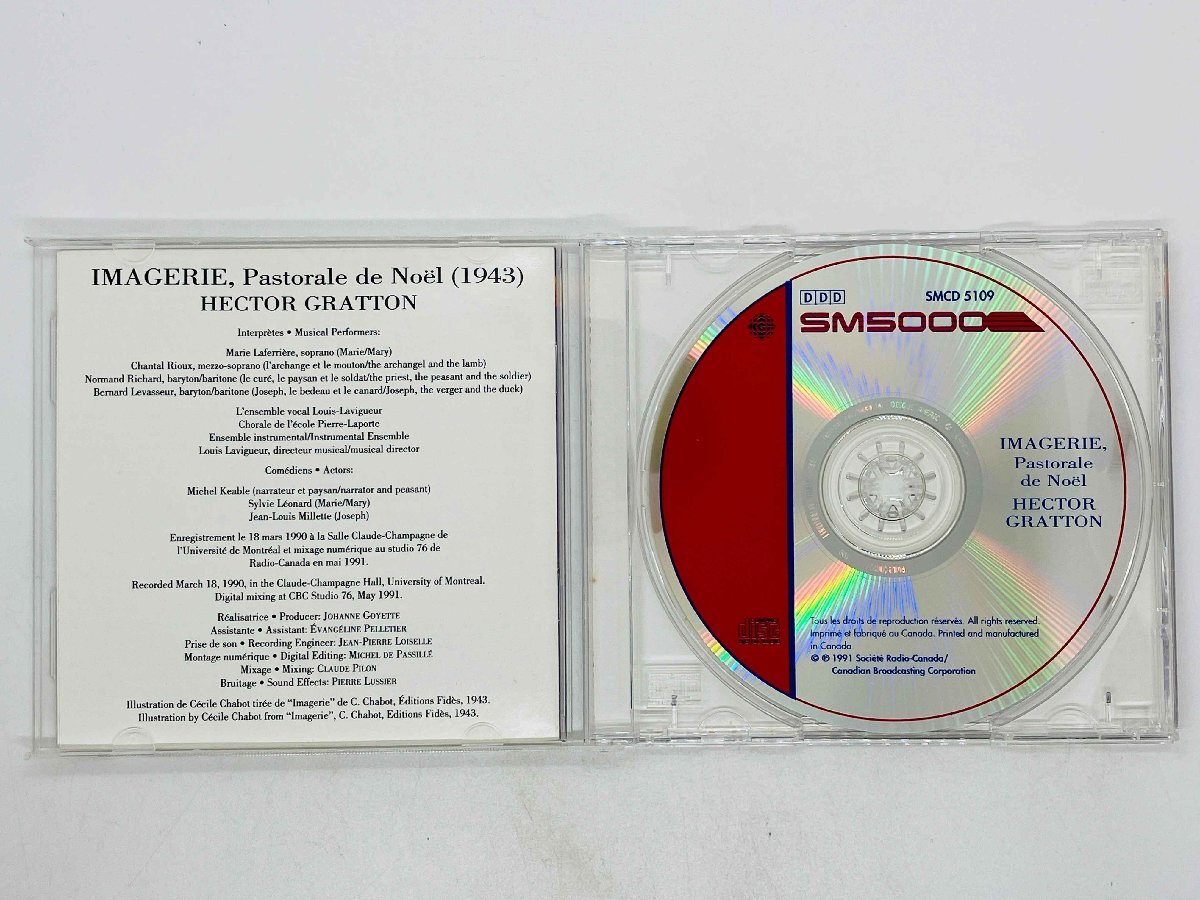 IMAGERIE, Pastorale de Noël (1943)
HECTOR GRATTON
Interprètes • Musical Performers:
Marie Laferrière, soprano (Marie/Mary)
Chantal Rioux, mezzo-soprano (l'archange et le mouton/the archangel and the lamb)
Normand Richard, baryton/baritone (le curé, le paysan et le soldat/the priest, the peasant and the soldier)
Bernard Levasseur, baryton/baritone (Joseph, le bedeau et le canard/Joseph, the verger and the duck)
L'ensemble vocal Louis-Lavigueur
Chorale de l'école Pierre-Laporte
Ensemble instrumental/Instrumental Ensemble
Louis Lavigueur, directeur musical/musical director
Comédiens • Actors:
Michel Keable (narrateur et paysan/narrator and peasant)
Sylvie Léonard (Marie/Mary)
Jean-Louis Millette (Joseph)
Enregistrement le 18 mars 1990 à la Salle Claude-Champagne de
l'Université de Montréal et mixage numérique au studio 76 de
Radio-Canada en mai 1991.
Recorded March 18, 1990, in the Claude-Champagne Hall, University of Montreal.
Digital mixing at CBC Studio 76, May 1991.
Réalisatrice • Producer: JOHANNE GOYETTE
Assistante • Assistant: ÉVANGÉLINE PELLETIER
Prise de son • Recording Engineer: JEAN-PIERRE LOISELLE
Montage numérique • Digital Editing: MICHEL DE PASSILLÉ
Mixage • Mixing: CLAUDE PILON
Bruitage • Sound Effects: PIERRE LUSSIER
Illustration de Cécile Chabot tirée de "Imagerie" de C. Chabot, Éditions Fidès, 1943.
Illustration by Cécile Chabot from "Imagerie", C. Chabot, Editions Fidès, 1943.
DDD
SMCD 5109
SM5000
IMAGERIE,
Pastorale
de Noël
HECTOR
GRATTON
disc
Tous les droits de reproduction réservés. All rights reserved.
Imprimé et fabriqué au Canada. Printed and manufactured
in Canada
© ℗ 1991 Société Radio-Canada/
Canadian Broadcasting Corporation